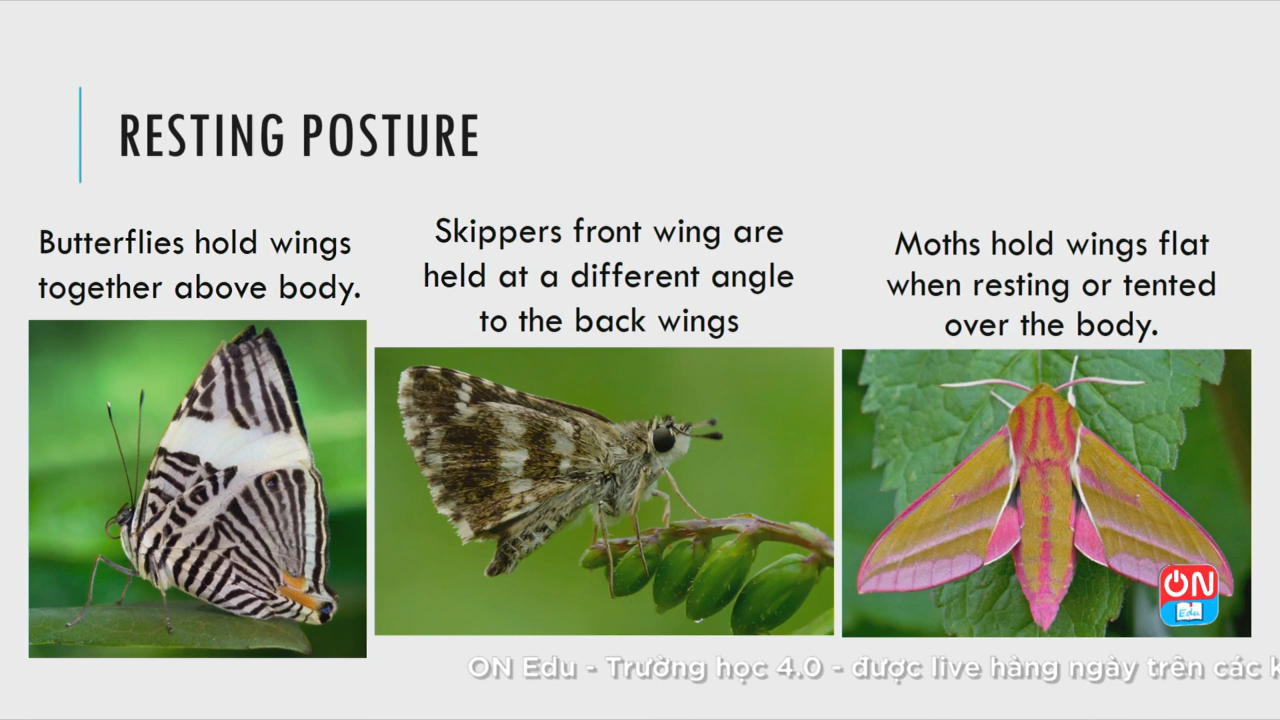 RESTING POSTURE
Butterflies hold wings
together above body.
Skippers front wing are
held at a different angle
to the back wings
Moths hold wings flat
when resting or tented
over the body.
ON
Edu
ON Edu - Trường học 4.0 - được live hàng ngày trên các